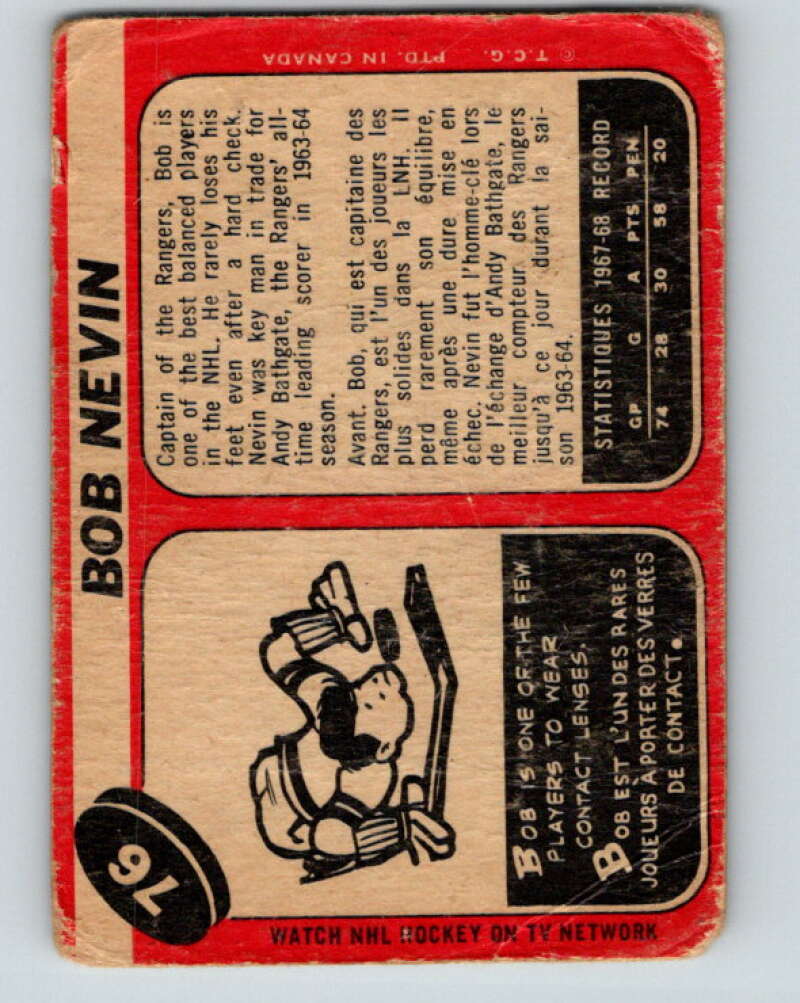 76
BOB NEVIN
WATCH NHL HOCKEY ON TV NETWORK
BOB IS ONE OF THE FEW
PLAYERS TO WEAR
CONTACT LENSES.
BOB EST L'UN DES RARES
JOUEURS À PORTER DES VERRES
DE CONTACT.
Captain of the Rangers, Bob is
one of the best balanced players
in the NHL. He rarely loses his
feet even after a hard check.
Nevin was key man in trade for
Andy Bathgate, the Rangers' all-
time leading scorer in 1963-64
season.
Avant. Bob, qui est capitaine des
Rangers, est l'un des joueurs les
plus solides dans la LNH. Il
perd rarement son équilibre,
même après une dure mise en
échec. Nevin fut l'homme-clé lors
de l'échange d'Andy Bathgate, le
meilleur compteur des Rangers
jusqu'à ce jour durant la sai-
son 1963-64.
STATISTIQUES 1967-68 RECORD
GP G A PTS PEN
74 28 30 58 20
© T.C.G. PTD. IN CANADA